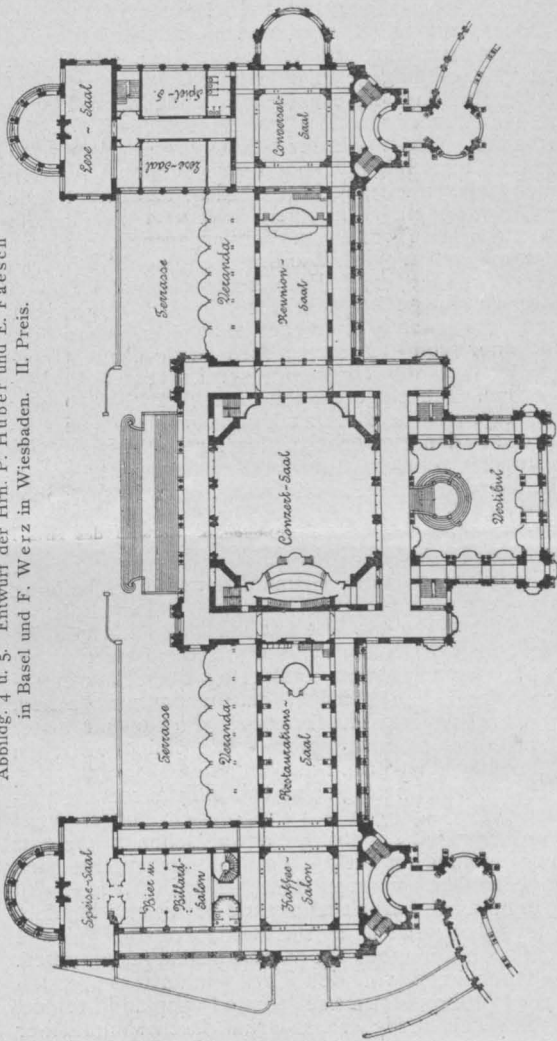 Abbildg. 4 u. 5. Entwurf der Hrn. P. Huber und E. Faesch
in Basel und F. Werz in Wiesbaden. II. Preis.
Lese-Saal
Spiel-S.
Lese-Saal
Conversat-
Saal
Terrasse
Veranda
Reunion-
Saal
Conzert-Saal
Vestibul
Terrasse
Veranda
Restaurations-
Saal
Speise-Saal
Bier u.
Billard-
Salon
Kaffee-
Salon